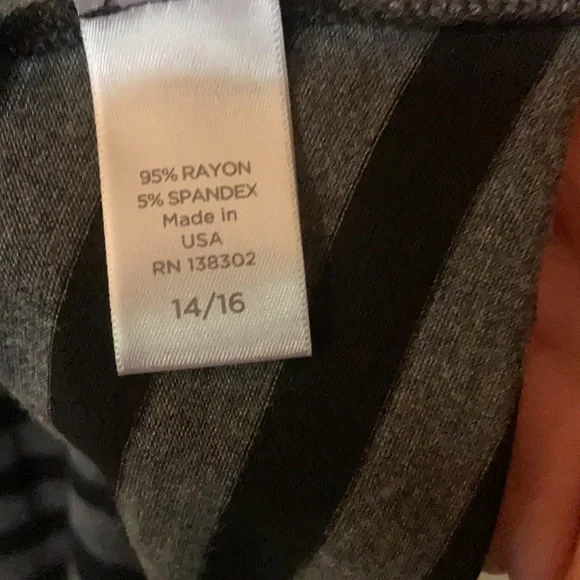 95% RAYON
5% SPANDEX
Made in
USA
RN 138302
14/16